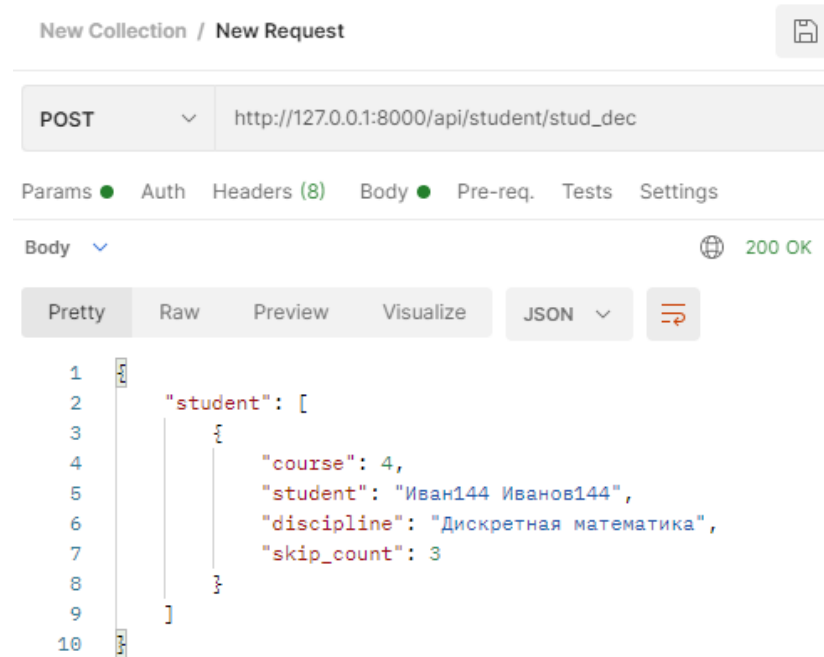 New Collection / New Request
POST http://127.0.0.1:8000/api/student/stud_dec
Params Auth Headers (8) Body Pre-req. Tests Settings
Body 200 OK
Pretty Raw Preview Visualize JSON
1 {
2 "student": [
3 {
4 "course": 4,
5 "student": "Иван144 Иванов144",
6 "discipline": "Дискретная математика",
7 "skip_count": 3
8 }
9 ]
10 }